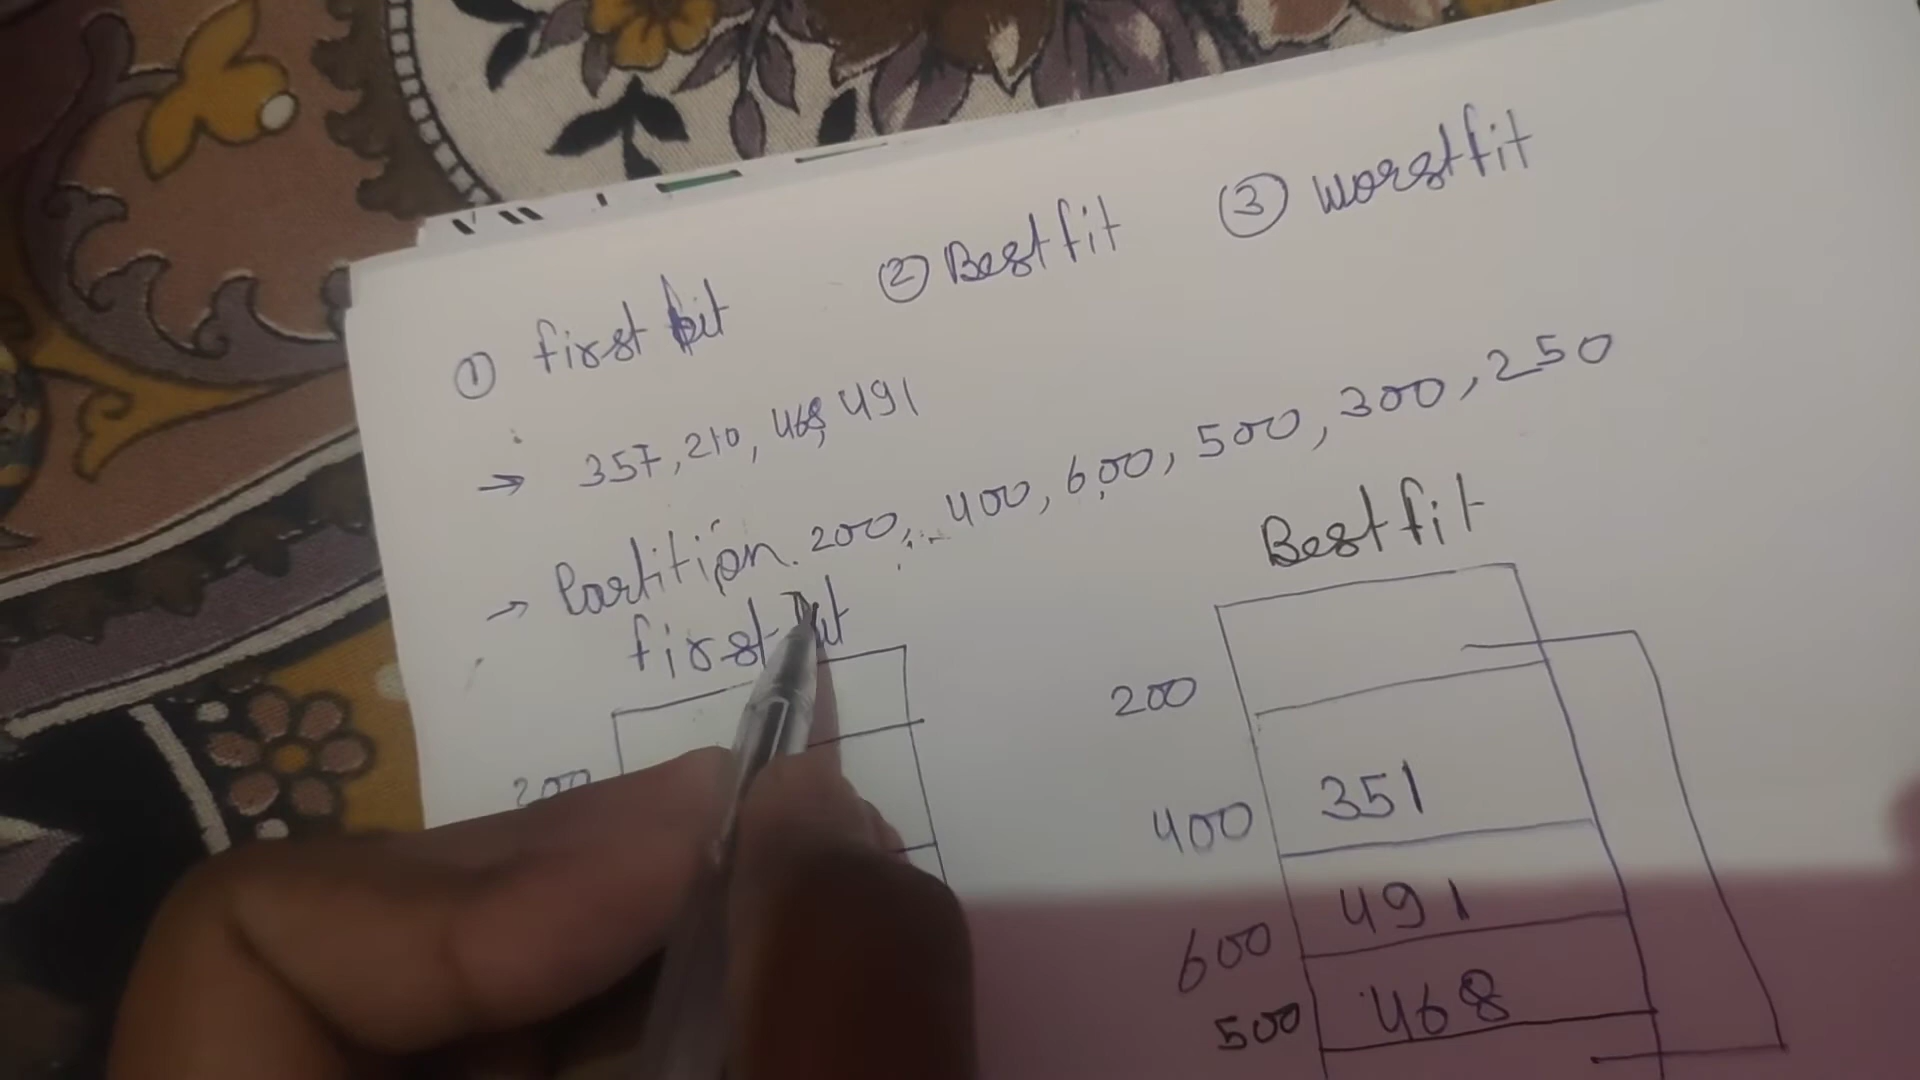 ① first fit
② Best fit
③ worst fit
→ 357, 210, 468, 491
→ Partition. 200, 400, 600, 500, 300, 250
first
Best fit
200
200
400 351
600 491
500 468